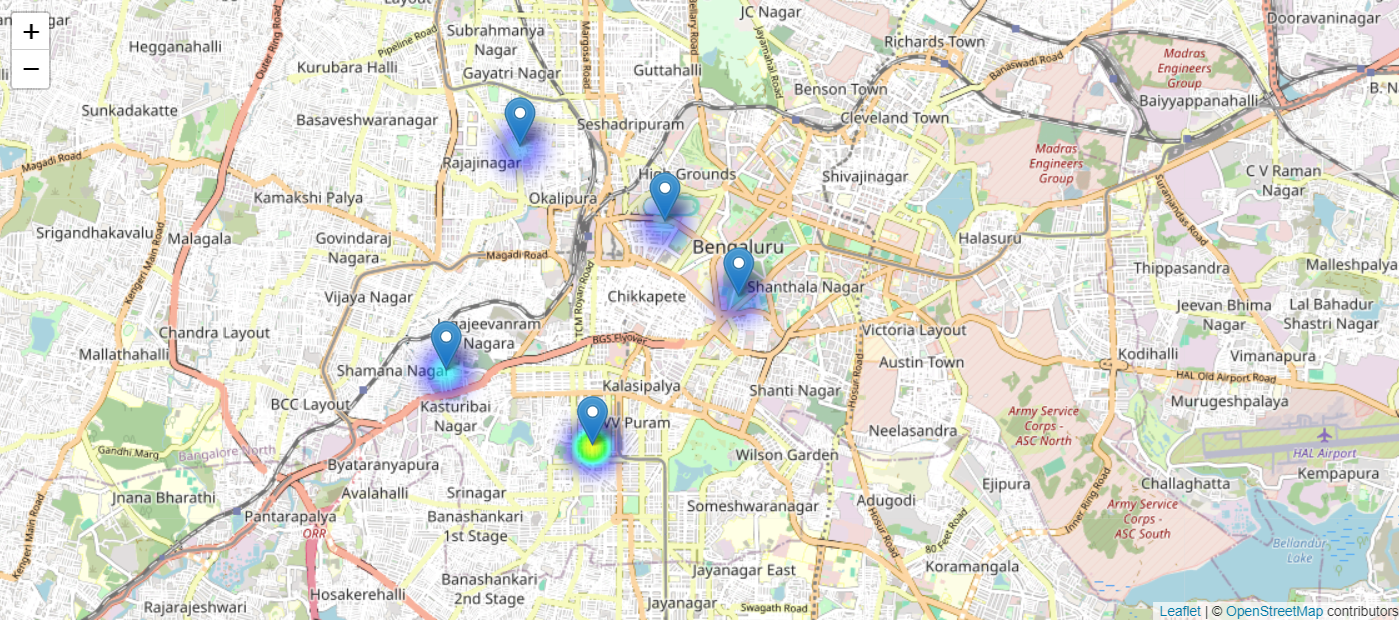 Layout
JC Nagar
Dooravaninagar
+
Subrahmanya
Nagar
Hegganahalli
Outer Ring Road
Pipeline Road
Margosa Road
Bellary Road
Jayamahal Road
Richards Town
Kurubara Halli
Gayatri Nagar
Guttahalli
Banaswadi Road
Madras
Engineers
Group
−
Benson Town
Baiyyappanahalli
B. N
Sunkadakatte
Basaveshwaranagar
Seshadripuram
Cleveland Town
Magadi Road
Rajajinagar
High Grounds
Shivajinagar
Madras
Engineers
Group
C V Raman
Nagar
Kamakshi Palya
Okalipura
Suranjandas Road
Srigandhakavalu
Malagala
Govindaraj
Nagara
Magadi Road
Bengaluru
Halasuru
Kengeri Main Road
Thippasandra
Malleshpalya
Vijaya Nagar
Chikkapete
Shanthala Nagar
TCM Royan Road
Jeevan Bhima
Nagar
Lal Bahadur
Shastri Nagar
Chandra Layout
Jagajeevanram
Nagara
BGS Flyover
Victoria Layout
Mallathahalli
Shamana Nagar
Austin Town
Kodihalli
Vimanapura
Hosur Road
HAL Old Airport Road
Kalasipalya
Shanti Nagar
BCC Layout
Kasturibai
Nagar
Murugeshpalaya
Army Service
Corps -
ASC North
VV Puram
Neelasandra
Gandhi Marg
Bangalore North
Wilson Garden
HAL Airport
Byataranyapura
Kempapura
Jnana Bharathi
Avalahalli
Srinagar
Ejipura
Challaghatta
Kengeri Main Road
Someshwaranagar
Adugodi
Inner Ring Road
Army Service
Corps -
ASC South
Pantarapalya
ORR
Banashankari
1st Stage
Hosur Road
80 Feet Road
Bellandur
Lake
Jayanagar East
Koramangala
Banashankari
2nd Stage
Hosakerehalli
Rajarajeshwari
Jayanagar
Swagath Road
Leaflet | © OpenStreetMap contributors